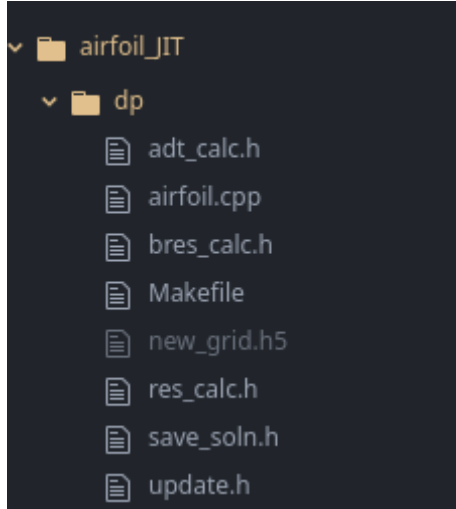 airfoil_JIT
dp
adt_calc.h
airfoil.cpp
bres_calc.h
Makefile
new_grid.h5
res_calc.h
save_soln.h
update.h